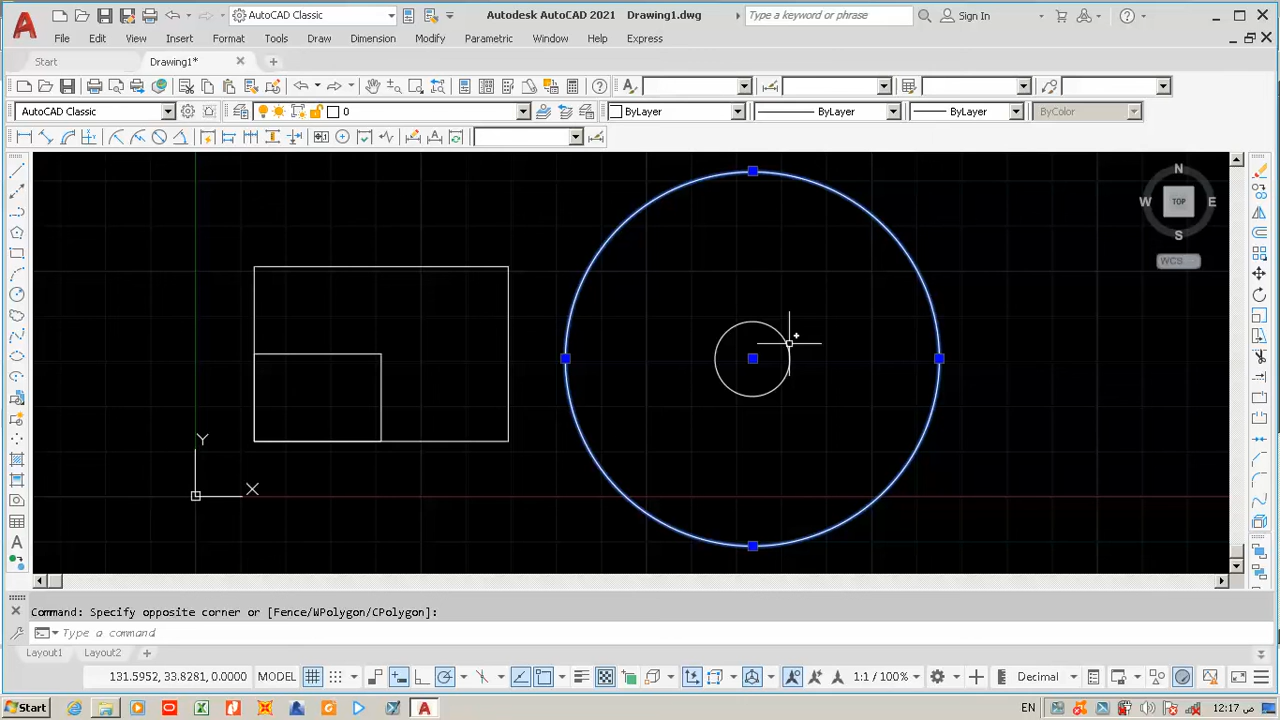 AutoCAD Classic
Autodesk AutoCAD 2021 Drawing1.dwg
Type a keyword or phrase
Sign In
File Edit View Insert Format Tools Draw Dimension Modify Parametric Window Help Express
Start
Drawing1*
AutoCAD Classic
0
ByLayer
ByLayer
ByLayer
ByColor
N
W TOP E
S
WCS
Y
X
Command: Specify opposite corner or [Fence/WPolygon/CPolygon]:
Type a command
Layout1 Layout2
131.5952, 33.8281, 0.0000 MODEL
1:1 / 100%
Decimal
Start
EN
12:17 ص